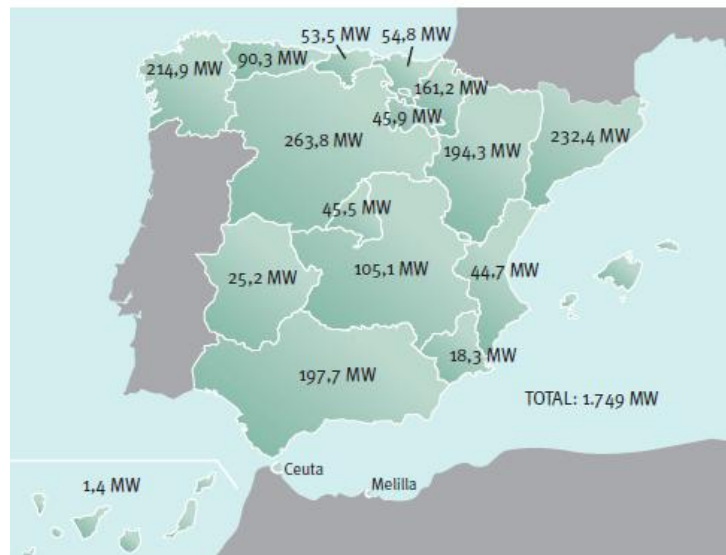 53,5 MW
54,8 MW
90,3 MW
214,9 MW
161,2 MW
45,9 MW
263,8 MW
194,3 MW
232,4 MW
45,5 MW
25,2 MW
105,1 MW
44,7 MW
18,3 MW
197,7 MW
TOTAL: 1.749 MW
Ceuta
1,4 MW
Melilla